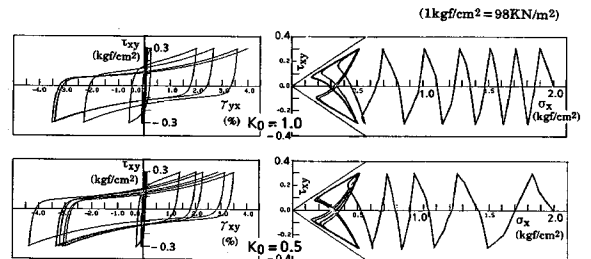 (1kgf/cm² = 98KN/m²)
τxy
(kgf/cm²)
0.3
-4.0 -3.0 -2.0 -1.0 1.0 2.0 3.0 4.0
γyx
(%)
- 0.3
K₀ = 1.0
0.4
τxy
0.2
0.0
-0.2
-0.4
0.5 1.0 1.5 2.0
σx
(kgf/cm²)
τxy
(kgf/cm²)
0.3
-4.0 -3.0 -2.0 -1.0 1.0 2.0 3.0 4.0
γxy
(%)
- 0.3
K₀ = 0.5
0.4
τxy
0.2
0.0
-0.2
-0.4
0.5 1.0 1.5 2.0
σx
(kgf/cm²)